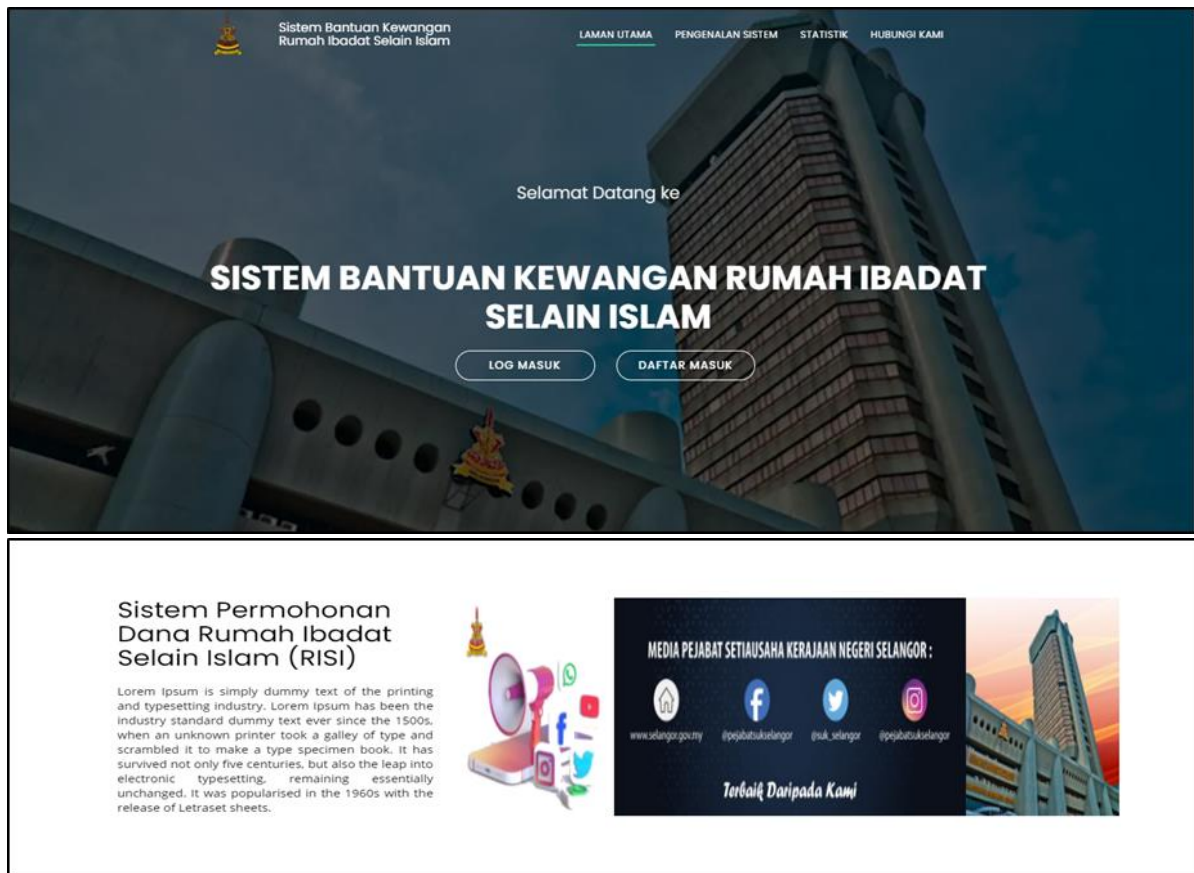 Sistem Bantuan Kewangan
Rumah Ibadat Selain Islam
LAMAN UTAMA PENGENALAN SISTEM STATISTIK HUBUNGI KAMI
Selamat Datang ke
SISTEM BANTUAN KEWANGAN RUMAH IBADAT
SELAIN ISLAM
LOG MASUK DAFTAR MASUK
Sistem Permohonan
Dana Rumah Ibadat
Selain Islam (RISI)
Lorem Ipsum is simply dummy text of the printing
and typesetting industry. Lorem Ipsum has been the
industry standard dummy text ever since the 1500s,
when an unknown printer took a galley of type and
scrambled it to make a type specimen book. It has
survived not only five centuries, but also the leap into
electronic typesetting, remaining essentially
unchanged. It was popularised in the 1960s with the
release of Letraset sheets.
MEDIA PEJABAT SETIAUSAHA KERAJAAN NEGERI SELANGOR :
www.selangor.gov.my @pejabatsukselangor @suk_selangor @pejabatsukselangor
Terbaik Daripada Kami